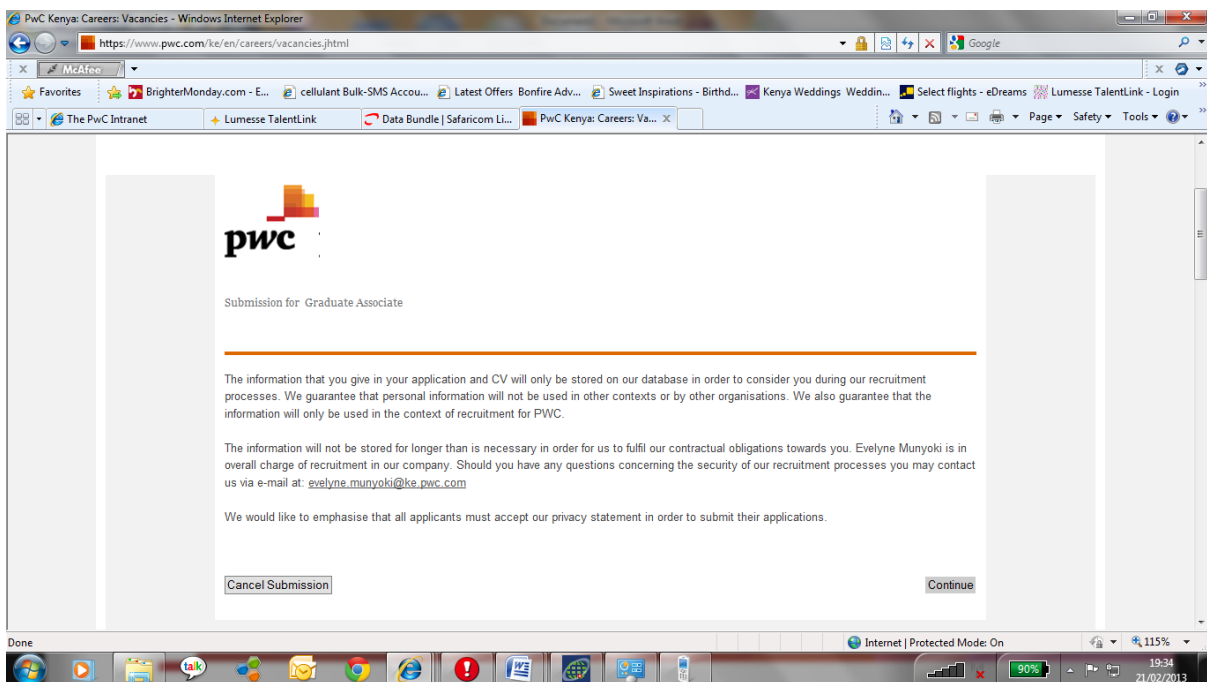 PwC Kenya: Careers: Vacancies - Windows Internet Explorer
https://www.pwc.com/ke/en/careers/vacancies.jhtml
Google
McAfee
Favorites BrighterMonday.com - E... cellulant Bulk-SMS Accou... Latest Offers Bonfire Adv... Sweet Inspirations - Birthd... Kenya Weddings Weddin... Select flights - eDreams Lumesse TalentLink - Login
The PwC Intranet Lumesse TalentLink Data Bundle | Safaricom Li... PwC Kenya: Careers: Va... Page Safety Tools
pwc
Submission for Graduate Associate
The information that you give in your application and CV will only be stored on our database in order to consider you during our recruitment
processes. We guarantee that personal information will not be used in other contexts or by other organisations. We also guarantee that the
information will only be used in the context of recruitment for PWC.
The information will not be stored for longer than is necessary in order for us to fulfil our contractual obligations towards you. Evelyne Munyoki is in
overall charge of recruitment in our company. Should you have any questions concerning the security of our recruitment processes you may contact
us via e-mail at: evelyne.munyoki@ke.pwc.com
We would like to emphasise that all applicants must accept our privacy statement in order to submit their applications.
Cancel Submission Continue
Done Internet | Protected Mode: On 115%
talk 90% 19:34
21/02/2013